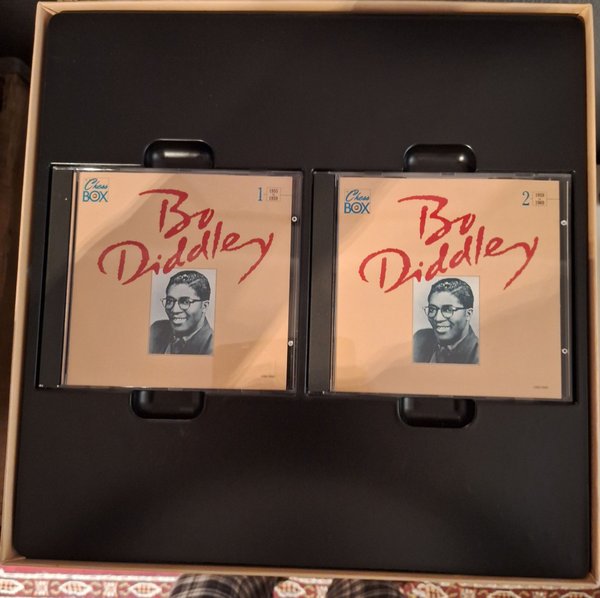 Chess
BOX
1
1955
1959
Bo
Diddley
Chess
BOX
2
1959
1969
Bo
Diddley